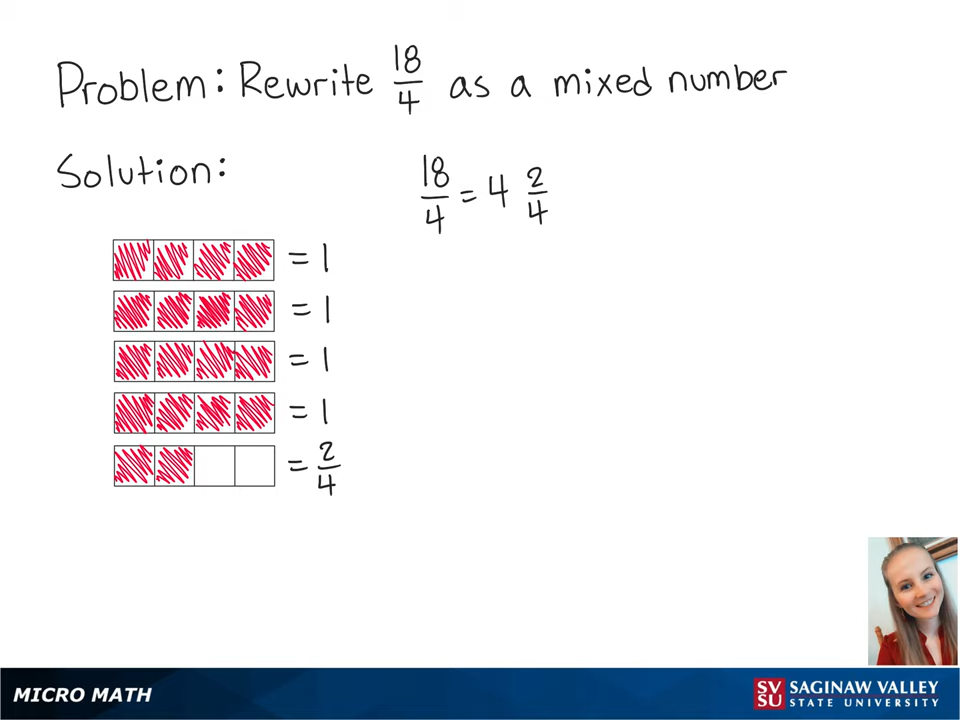 Problem: Rewrite 18/4 as a mixed number
Solution:
18/4 = 4 2/4
= 1
= 1
= 1
= 1
= 2/4
MICRO MATH
SV SU SAGINAW VALLEY
STATE UNIVERSITY